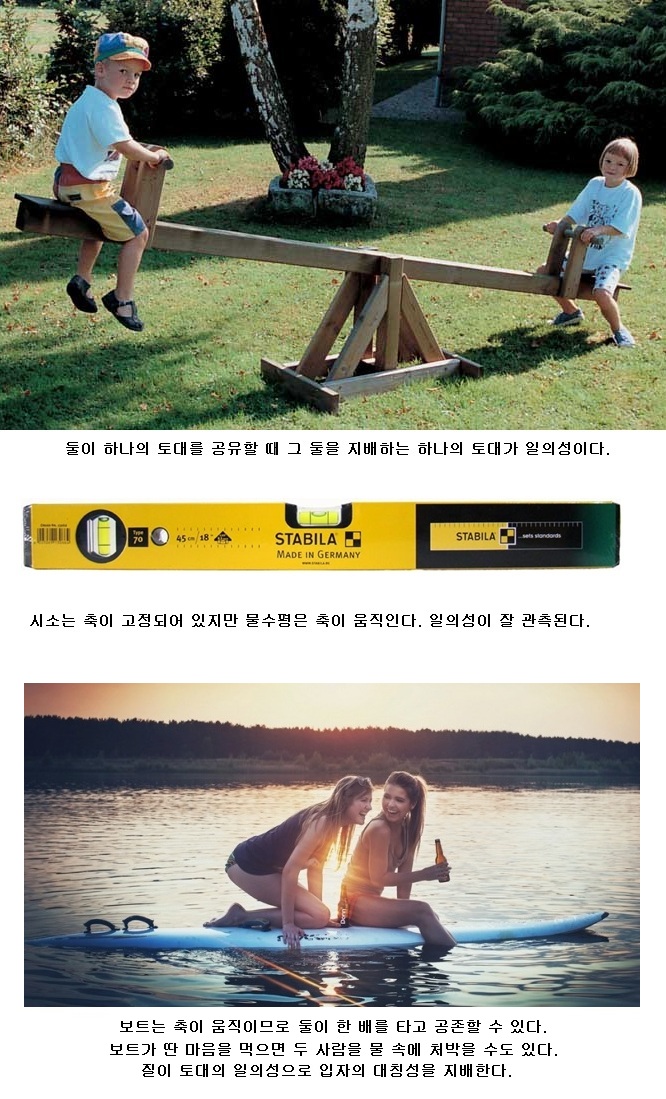 둘이 하나의 토대를 공유할 때 그 둘을 지배하는 하나의 토대가 일의성이다.
Type
70
45 cm / 18"
STABILA
MADE IN GERMANY
STABILA ...sets standards
시소는 축이 고정되어 있지만 물수평은 축이 움직인다. 일의성이 잘 관측된다.
보트는 축이 움직이므로 둘이 한 배를 타고 공존할 수 있다.
보트가 딴 마음을 먹으면 두 사람을 물 속에 처박을 수도 있다.
질이 토대의 일의성으로 입자의 대칭성을 지배한다.